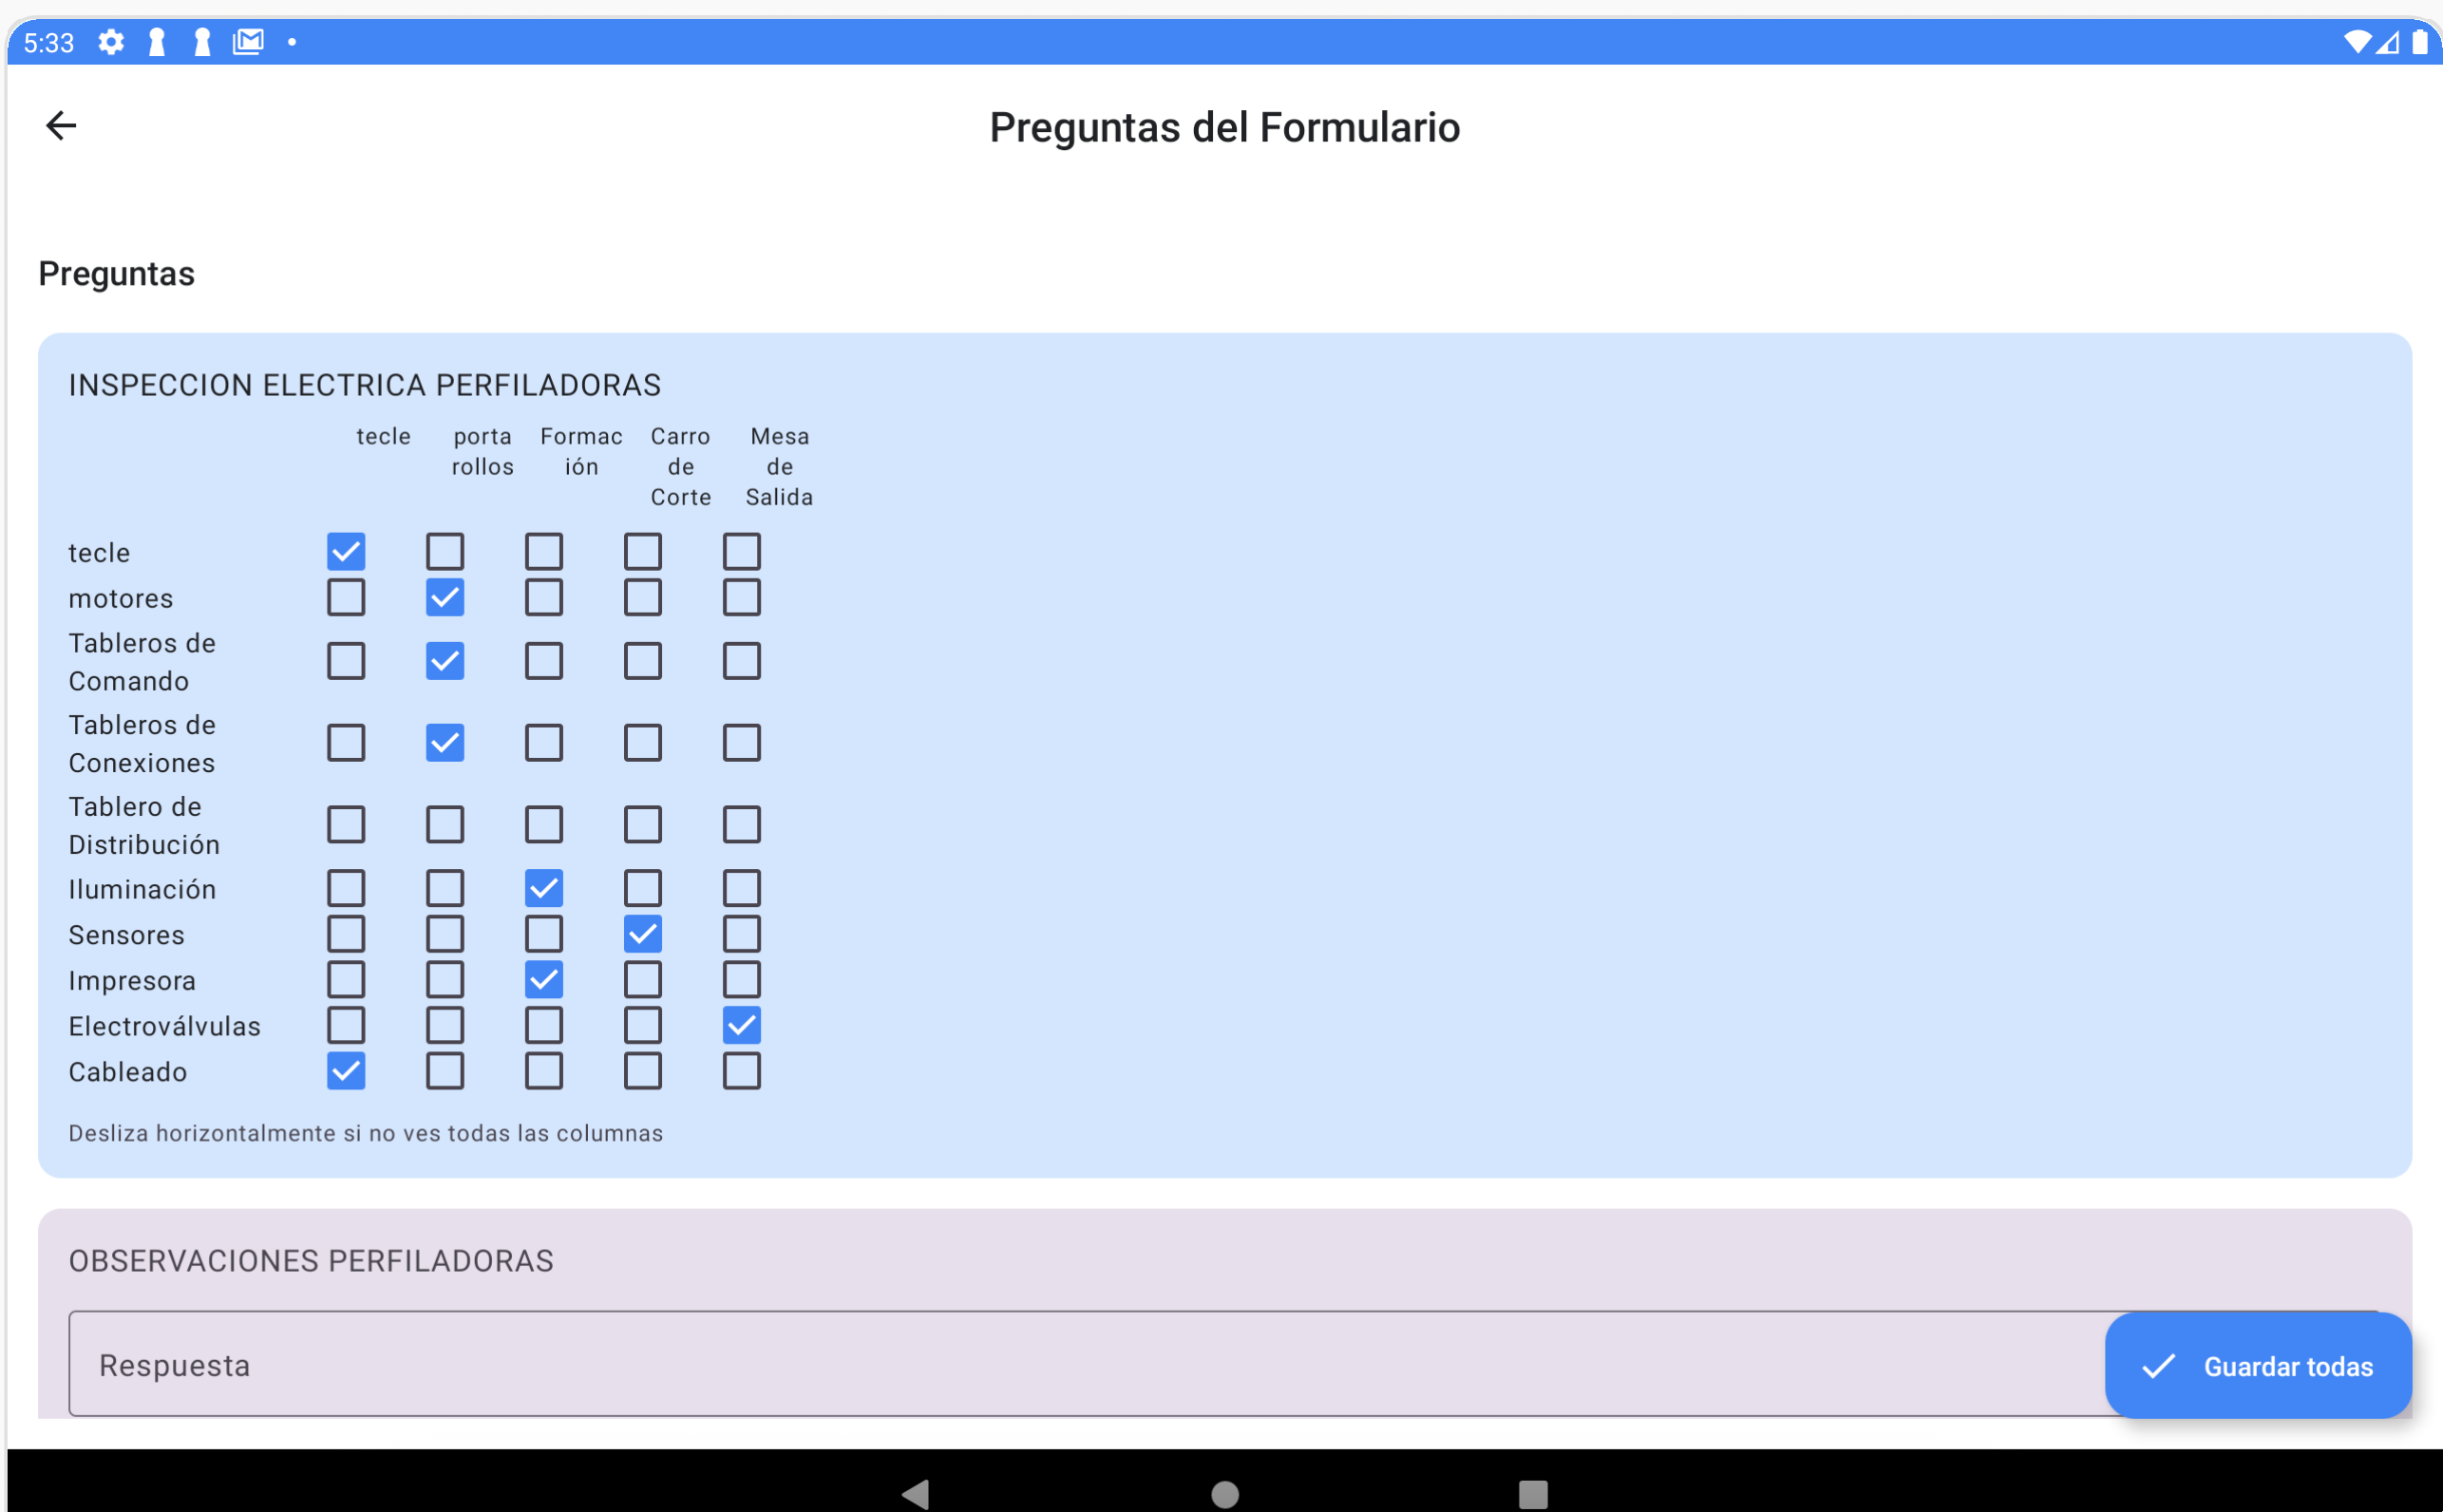 5:33
Preguntas del Formulario
Preguntas
INSPECCION ELECTRICA PERFILADORAS
tecle porta Formac Carro Mesa
rollos ión de de
Corte Salida
tecle
motores
Tableros de
Comando
Tableros de
Conexiones
Tablero de
Distribución
Iluminación
Sensores
Impresora
Electroválvulas
Cableado
Desliza horizontalmente si no ves todas las columnas
OBSERVACIONES PERFILADORAS
Respuesta
Guardar todas